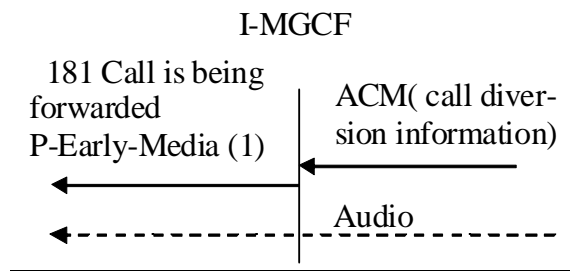 I-MGCF
181 Call is being
forwarded
P-Early-Media (1)
ACM( call diver-
sion information)
Audio